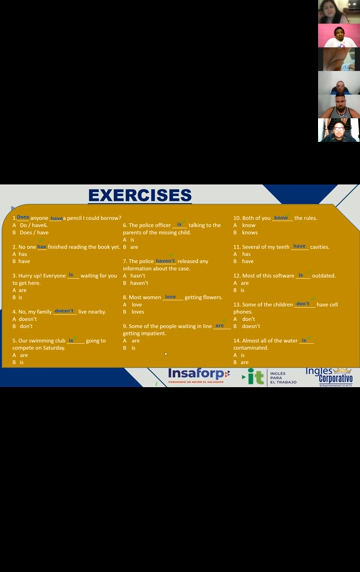 EXERCISES
1. Does anyone have a pencil I could borrow?
A Do / have6.
B Does / have
2. No one has finished reading the book yet.
A has
B have
3. Hurry up! Everyone is waiting for you
to get here.
A are
B is
4. No, my family doesn't live nearby.
A doesn't
B don't
5. Our swimming club is going to
compete on Saturday.
A are
B is
6. The police officer is talking to the
parents of the missing child.
A is
B are
7. The police haven't released any
information about the case.
A hasn't
B haven't
8. Most women love getting flowers.
A love
B loves
9. Some of the people waiting in line are
getting impatient.
A are
B is
10. Both of you know the rules.
A know
B knows
11. Several of my teeth have cavities.
A has
B have
12. Most of this software is outdated.
A are
B is
13. Some of the children don't have cell
phones.
A don't
B doesn't
14. Almost all of the water is
contaminated.
A is
B are
Insaforp
it
INGLÉS
PARA
EL TRABAJO
Inglés
Corporativo